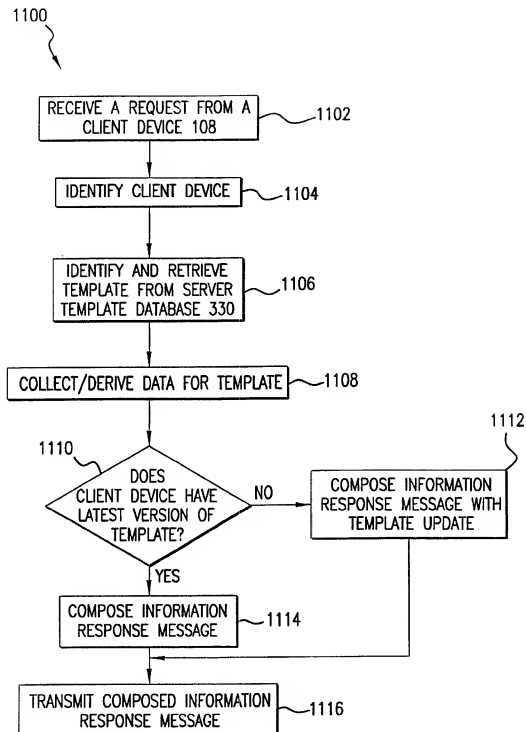 1100
RECEIVE A REQUEST FROM A
CLIENT DEVICE 108
1102
IDENTIFY CLIENT DEVICE
1104
IDENTIFY AND RETRIEVE
TEMPLATE FROM SERVER
TEMPLATE DATABASE 330
1106
COLLECT/DERIVE DATA FOR TEMPLATE
1108
1110
DOES
CLIENT DEVICE HAVE
LATEST VERSION OF
TEMPLATE?
NO
1112
COMPOSE INFORMATION
RESPONSE MESSAGE WITH
TEMPLATE UPDATE
YES
COMPOSE INFORMATION
RESPONSE MESSAGE
1114
TRANSMIT COMPOSED INFORMATION
RESPONSE MESSAGE
1116